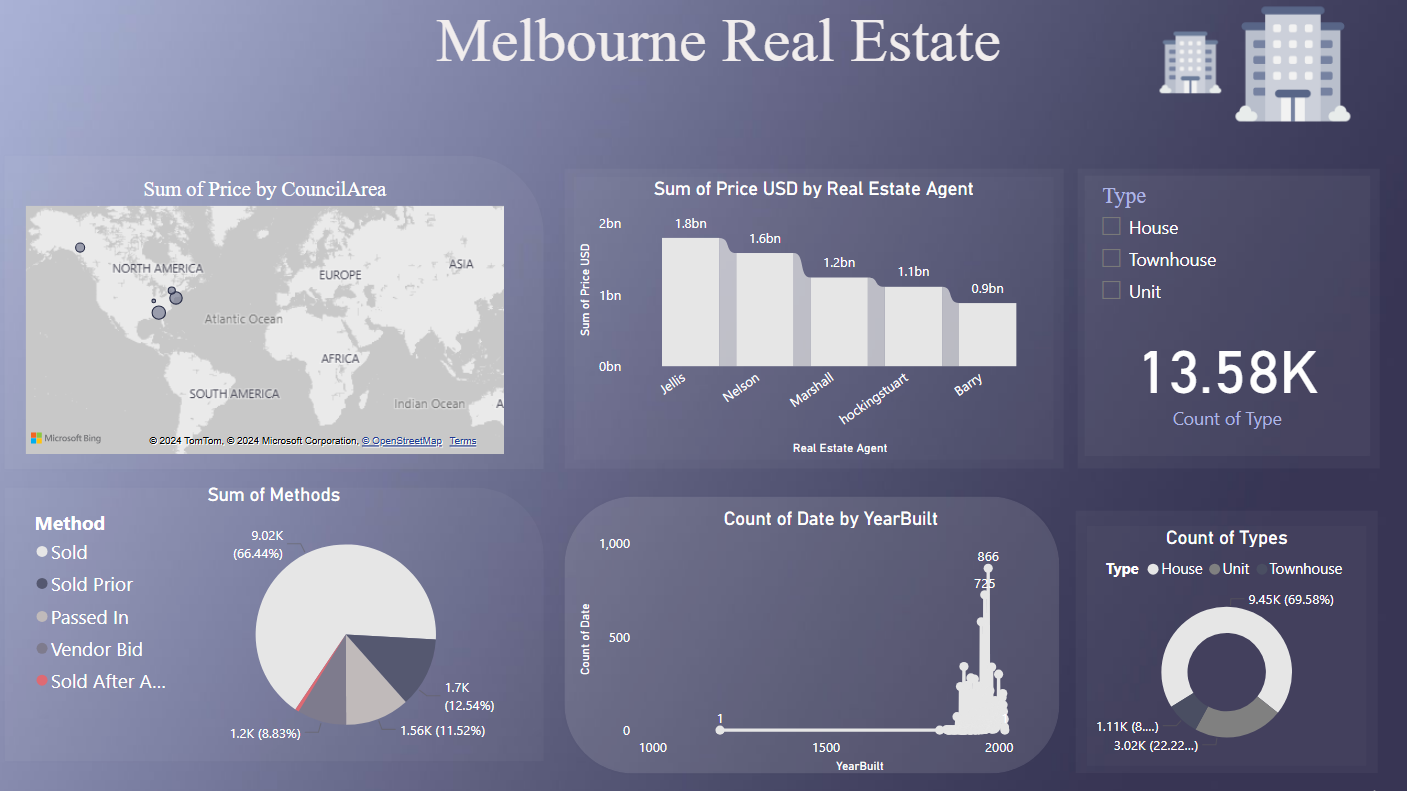 Melbourne Real Estate
Sum of Price by CouncilArea
NORTH AMERICA
EUROPE
ASIA
Atlantic Ocean
AFRICA
SOUTH AMERICA
Indian Ocean
A
Microsoft Bing
© 2024 TomTom, © 2024 Microsoft Corporation, © OpenStreetMap Terms
Sum of Price USD by Real Estate Agent
Sum of Price USD
2bn
1bn
0bn
1.8bn
1.6bn
1.2bn
1.1bn
0.9bn
Jellis
Nelson
Marshall
hockingstuart
Barry
Real Estate Agent
Type
House
Townhouse
Unit
13.58K
Count of Type
Sum of Methods
Method
Sold
Sold Prior
Passed In
Vendor Bid
Sold After A...
9.02K
(66.44%)
1.7K
(12.54%)
1.56K (11.52%)
1.2K (8.83%)
Count of Date by YearBuilt
Count of Date
1,000
500
0
866
725
1
1
1000
1500
2000
YearBuilt
Count of Types
Type House Unit Townhouse
9.45K (69.58%)
1.11K (8....)
3.02K (22.22...)